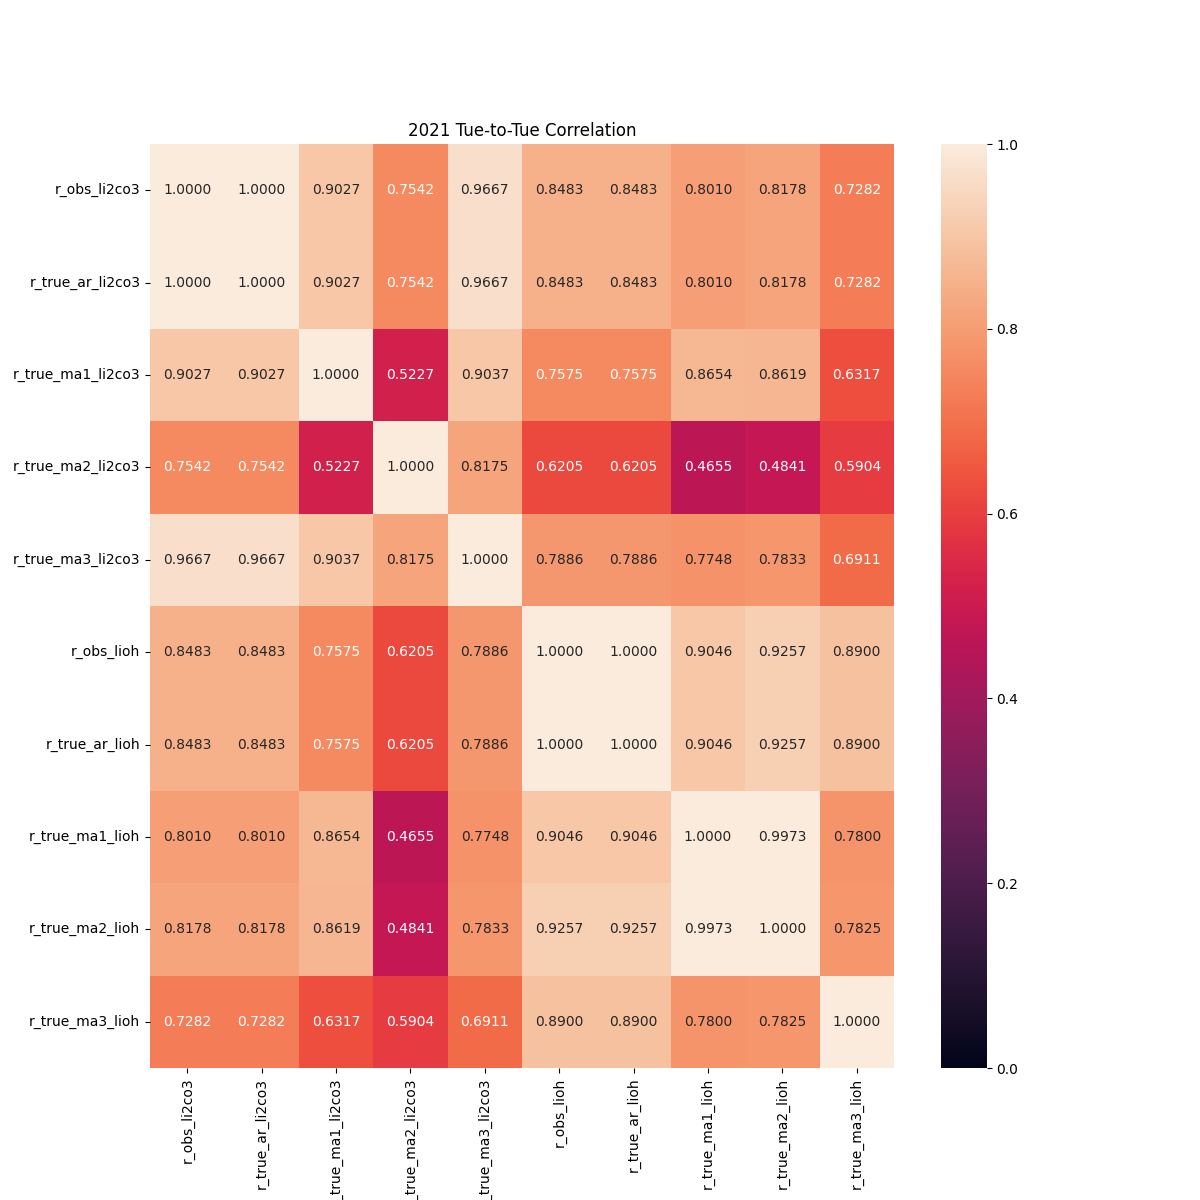 2021 Tue-to-Tue Correlation
r_obs_li2co3 1.0000 1.0000 0.9027 0.7542 0.9667 0.8483 0.8483 0.8010 0.8178 0.7282
r_true_ar_li2co3 1.0000 1.0000 0.9027 0.7542 0.9667 0.8483 0.8483 0.8010 0.8178 0.7282
r_true_ma1_li2co3 0.9027 0.9027 1.0000 0.5227 0.9037 0.7575 0.7575 0.8654 0.8619 0.6317
r_true_ma2_li2co3 0.7542 0.7542 0.5227 1.0000 0.8175 0.6205 0.6205 0.4655 0.4841 0.5904
r_true_ma3_li2co3 0.9667 0.9667 0.9037 0.8175 1.0000 0.7886 0.7886 0.7748 0.7833 0.6911
r_obs_lioh 0.8483 0.8483 0.7575 0.6205 0.7886 1.0000 1.0000 0.9046 0.9257 0.8900
r_true_ar_lioh 0.8483 0.8483 0.7575 0.6205 0.7886 1.0000 1.0000 0.9046 0.9257 0.8900
r_true_ma1_lioh 0.8010 0.8010 0.8654 0.4655 0.7748 0.9046 0.9046 1.0000 0.9973 0.7800
r_true_ma2_lioh 0.8178 0.8178 0.8619 0.4841 0.7833 0.9257 0.9257 0.9973 1.0000 0.7825
r_true_ma3_lioh 0.7282 0.7282 0.6317 0.5904 0.6911 0.8900 0.8900 0.7800 0.7825 1.0000
r_obs_li2co3
r_true_ar_li2co3
_true_ma1_li2co3
_true_ma2_li2co3
_true_ma3_li2co3
r_obs_lioh
r_true_ar_lioh
r_true_ma1_lioh
r_true_ma2_lioh
r_true_ma3_lioh
1.0
0.8
0.6
0.4
0.2
0.0